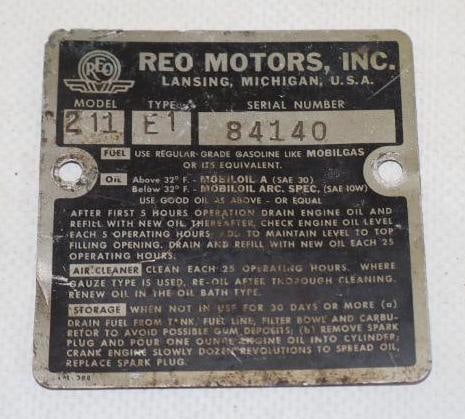 REO
REO MOTORS, INC.
LANSING, MICHIGAN, U.S.A.
MODEL TYPE SERIAL NUMBER
211 E1 84140
FUEL USE REGULAR GRADE GASOLINE LIKE MOBILGAS
OR ITS EQUIVALENT.
OIL Above 32° F. - MOBILOIL A (SAE 30)
Below 32° F. - MOBILOIL ARC. SPEC. (SAE 10W)
USE GOOD OIL AS ABOVE - OR EQUAL
AFTER FIRST 5 HOURS OPERATION DRAIN ENGINE OIL AND
REFILL WITH NEW OIL. THEREAFTER, CHECK ENGINE OIL LEVEL
EACH 5 OPERATING HOURS. TO MAINTAIN LEVEL TO TOP
FILLING OPENING. DRAIN AND REFILL WITH NEW OIL EACH 25
OPERATING HOURS.
AIR CLEANER CLEAN EACH 25 OPERATING HOURS. WHERE
GAUZE TYPE IS USED, RE-OIL AFTER THOROUGH CLEANING.
RENEW OIL IN THE OIL BATH TYPE.
STORAGE WHEN NOT IN USE FOR 30 DAYS OR MORE (a)
DRAIN FUEL FROM TANK, FUEL LINE, FILTER BOWL AND CARBU-
RETOR TO AVOID POSSIBLE GUM DEPOSITS; (b) REMOVE SPARK
PLUG AND POUR ONE OUNCE ENGINE OIL INTO CYLINDER;
CRANK ENGINE SLOWLY DOZEN REVOLUTIONS TO SPREAD OIL,
REPLACE SPARK PLUG.